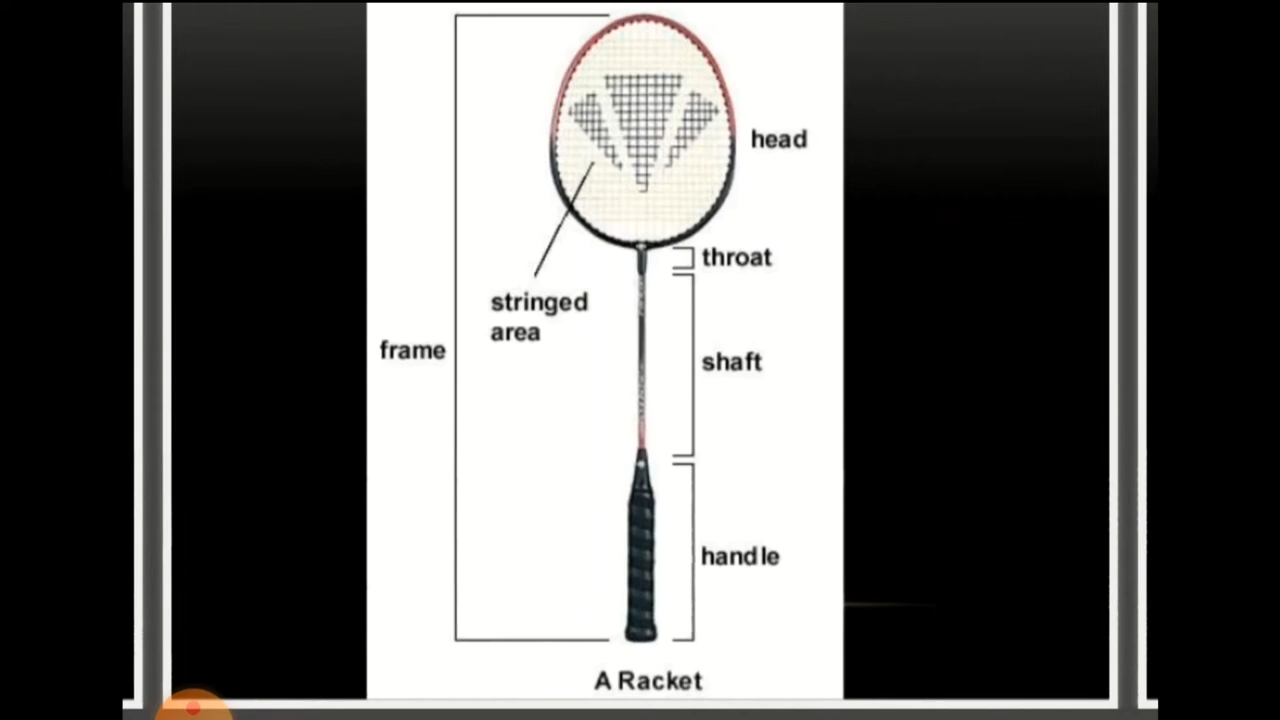 head
throat
stringed
area
frame
shaft
handle
A Racket